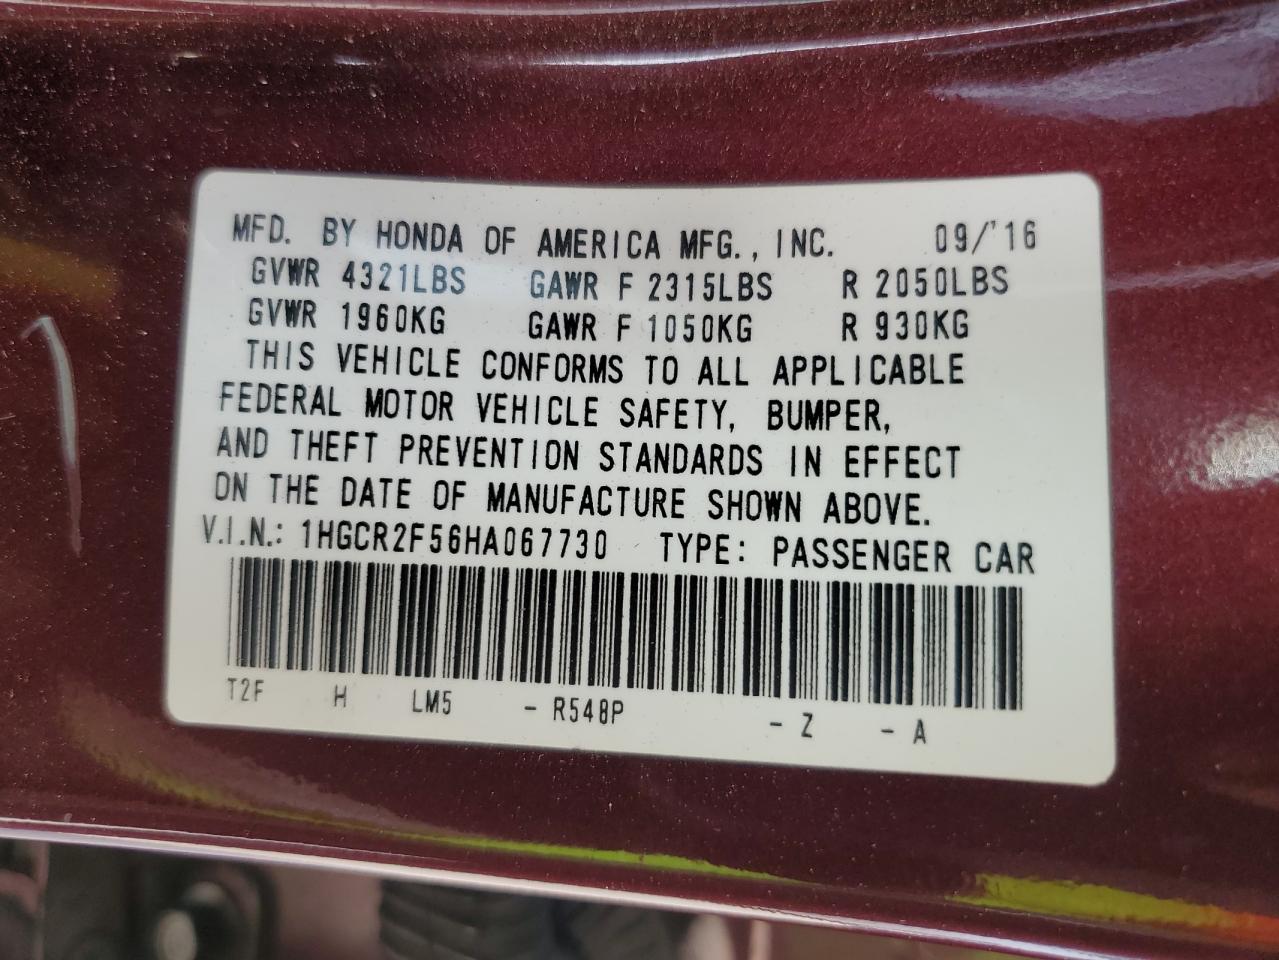 MFD. BY HONDA OF AMERICA MFG., INC. 09/'16
GVWR 4321LBS GAWR F 2315LBS R 2050LBS
GVWR 1960KG GAWR F 1050KG R 930KG
THIS VEHICLE CONFORMS TO ALL APPLICABLE
FEDERAL MOTOR VEHICLE SAFETY, BUMPER,
AND THEFT PREVENTION STANDARDS IN EFFECT
ON THE DATE OF MANUFACTURE SHOWN ABOVE.
V.I.N.: 1HGCR2F56HA067730 TYPE: PASSENGER CAR
T2F H LM5 - R548P - Z - A